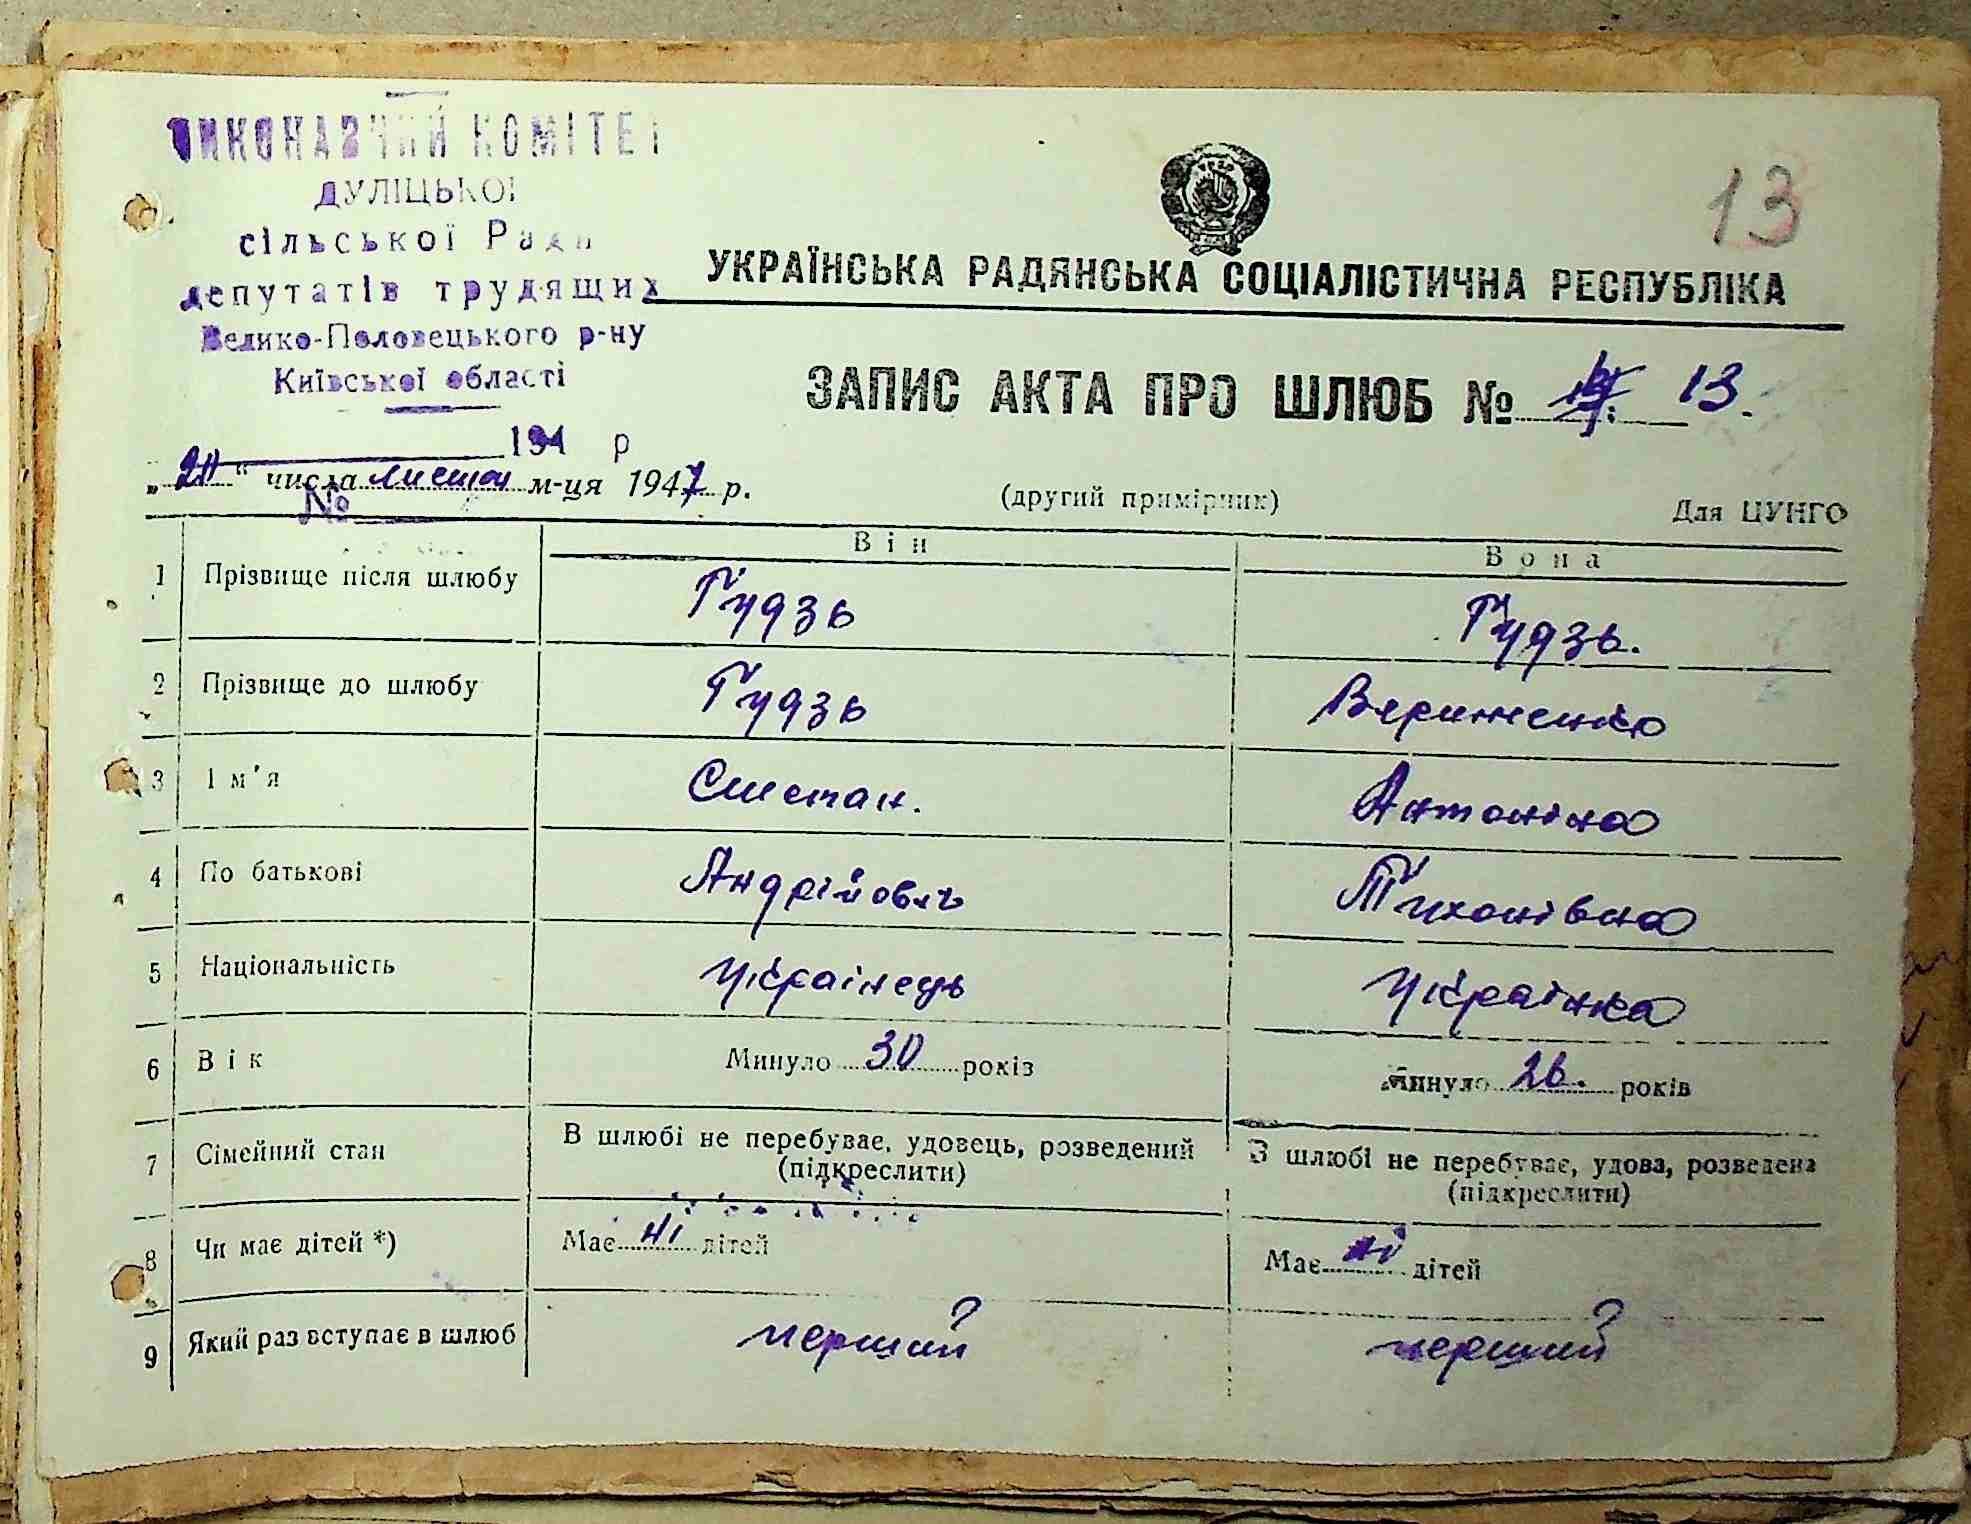 ВИКОНАВЧИЙ КОМІТЕТ
ДУЛІЦЬКОЇ
сільської Ради
депутатів трудящих
Велико-Половецького р-ну
Київської області
194 р
№
13
УКРАЇНСЬКА РАДЯНСЬКА СОЦІАЛІСТИЧНА РЕСПУБЛІКА
ЗАПИС АКТА ПРО ШЛЮБ № 13.
„20“ числа листоп м-ця 1947 р.
(другий примірник)
Для ЦУНГО
Він Вона
1 Прізвище після шлюбу Гудзь Гудзь.
2 Прізвище до шлюбу Гудзь
3 Ім'я Степан. Антоніна
4 По батькові Андрійович Тихонівна
5 Національність Українець Українка
6 Вік Минуло 30 років Минуло 26. років
7 Сімейний стан В шлюбі не перебуває, удовець, розведений (підкреслити) В шлюбі не перебуває, удова, розведена (підкреслити)
8 Чи має дітей *) Має ні дітей Має ні дітей
9 Який раз вступає в шлюб перший перший